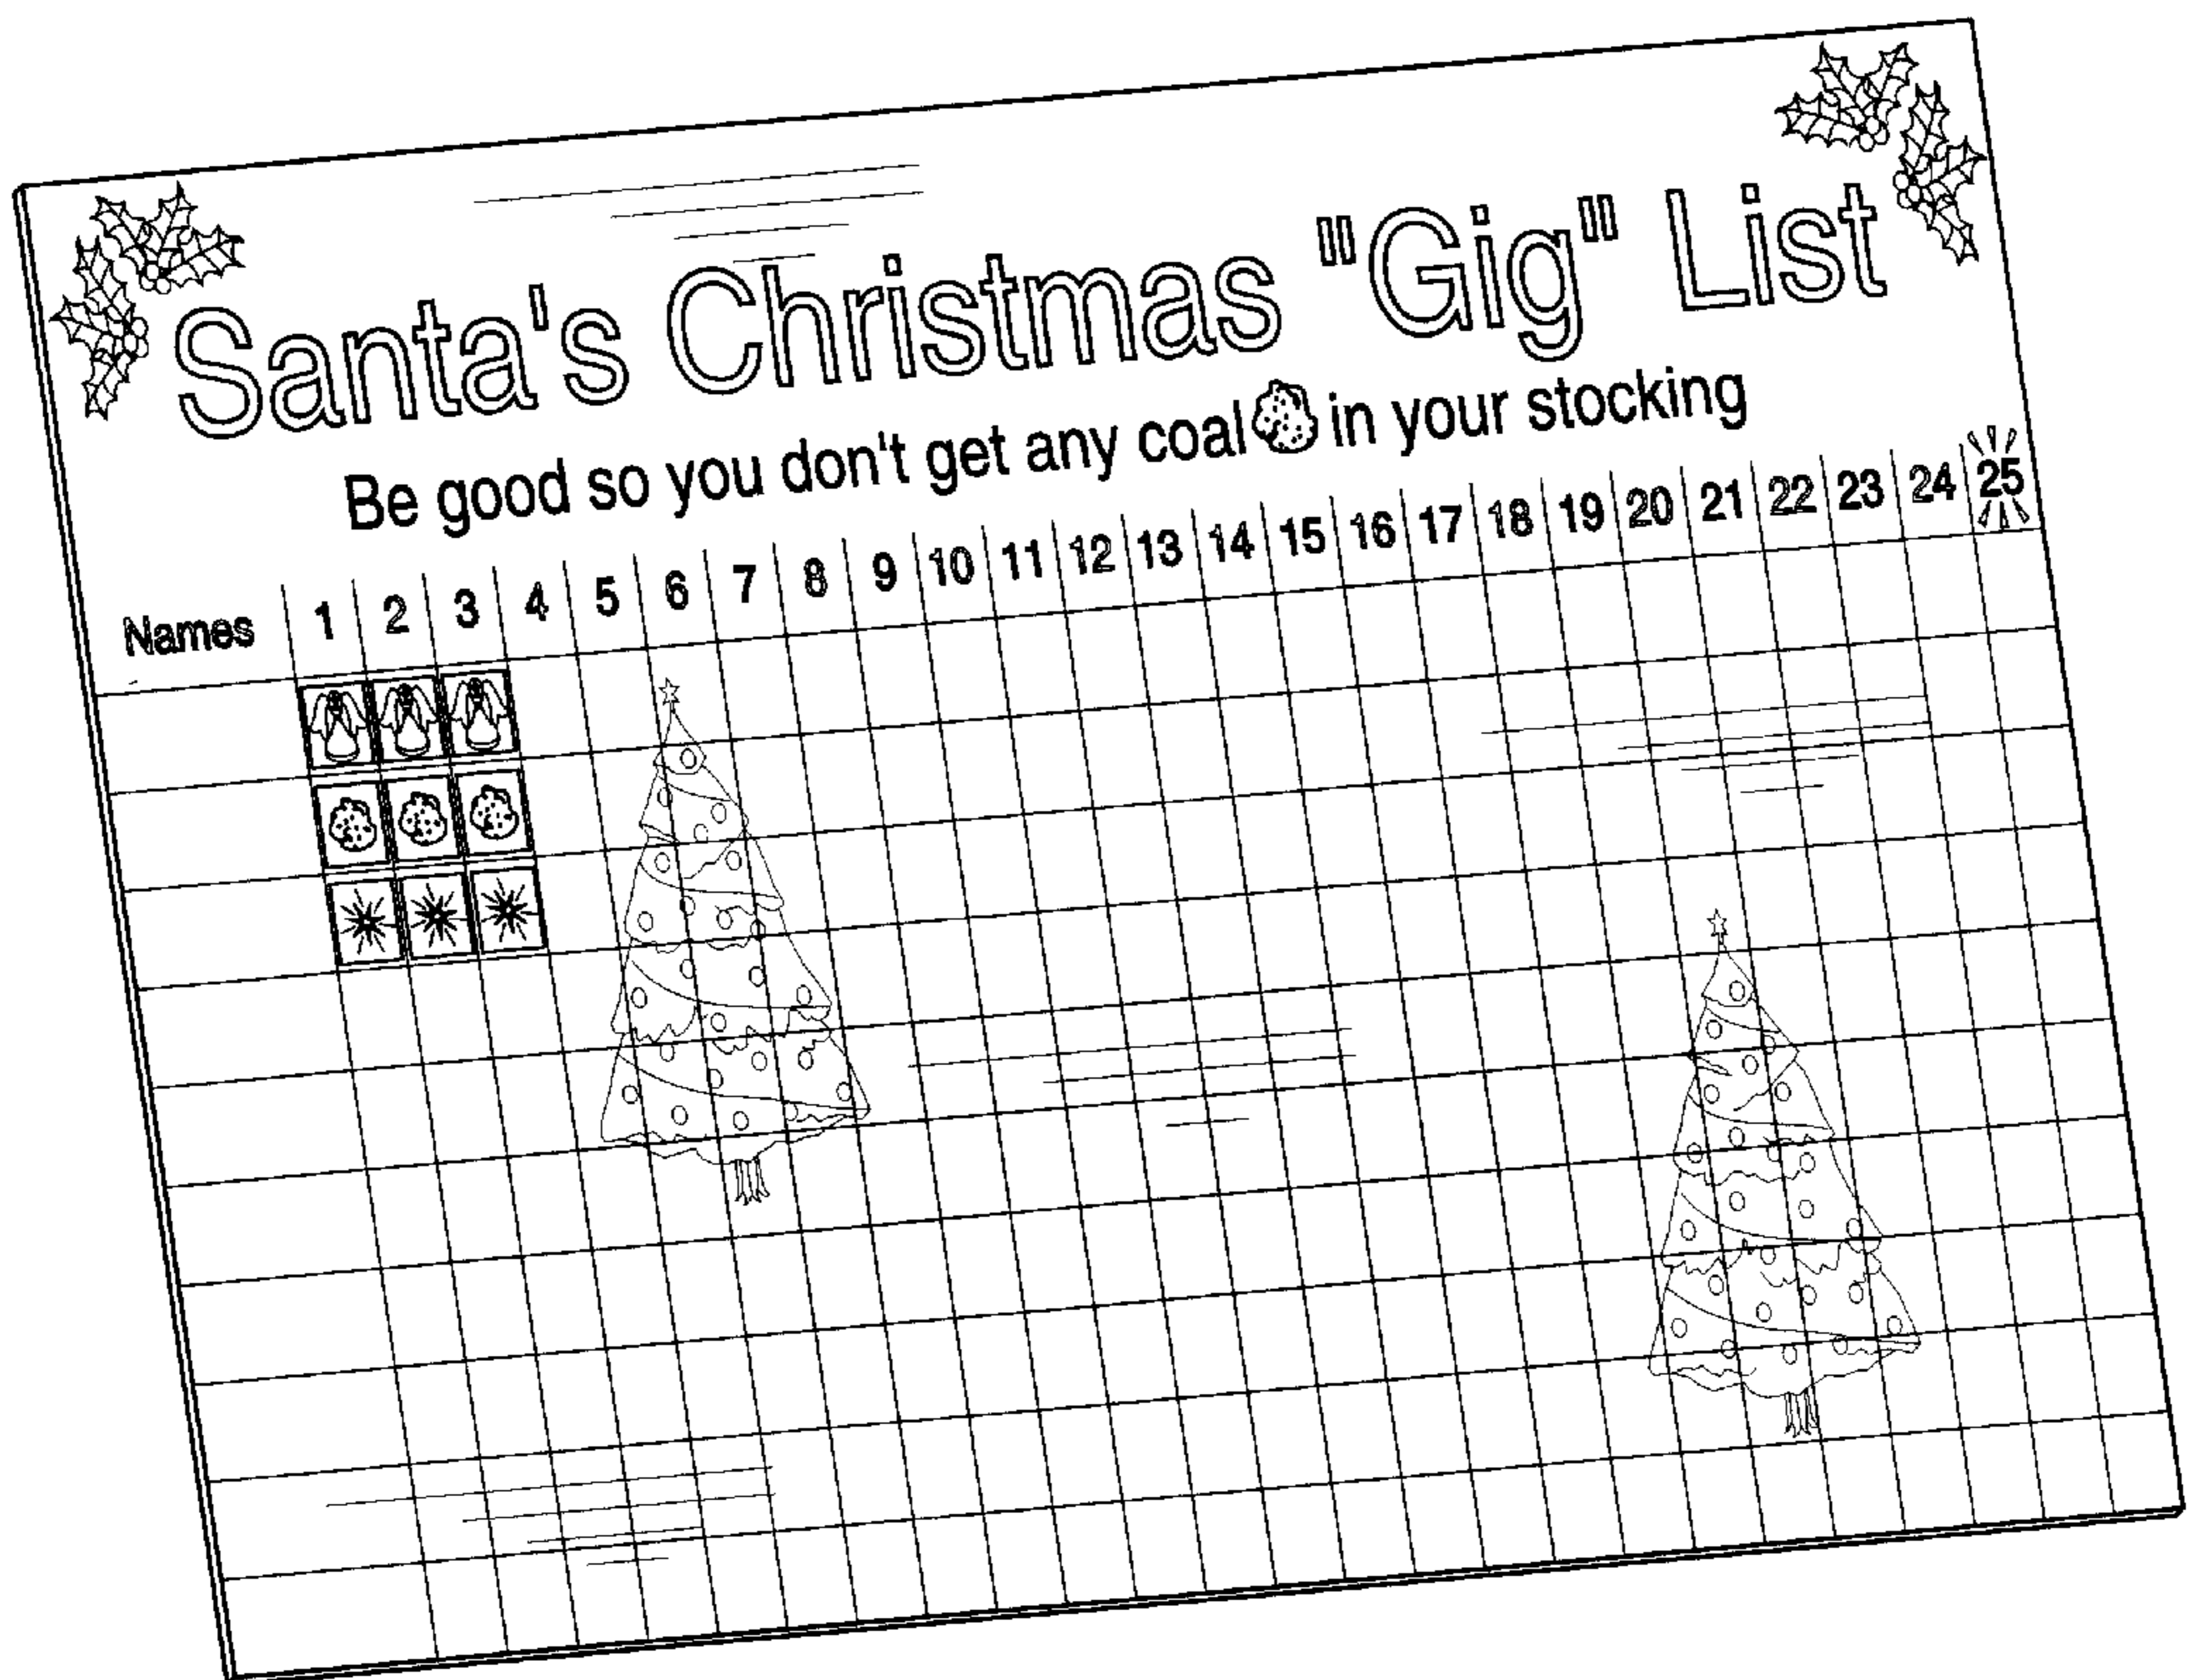 Santa's Christmas "Gig" List
Be good so you don't get any coal in your stocking
Names 1 2 3 4 5 6 7 8 9 10 11 12 13 14 15 16 17 18 19 20 21 22 23 24 25